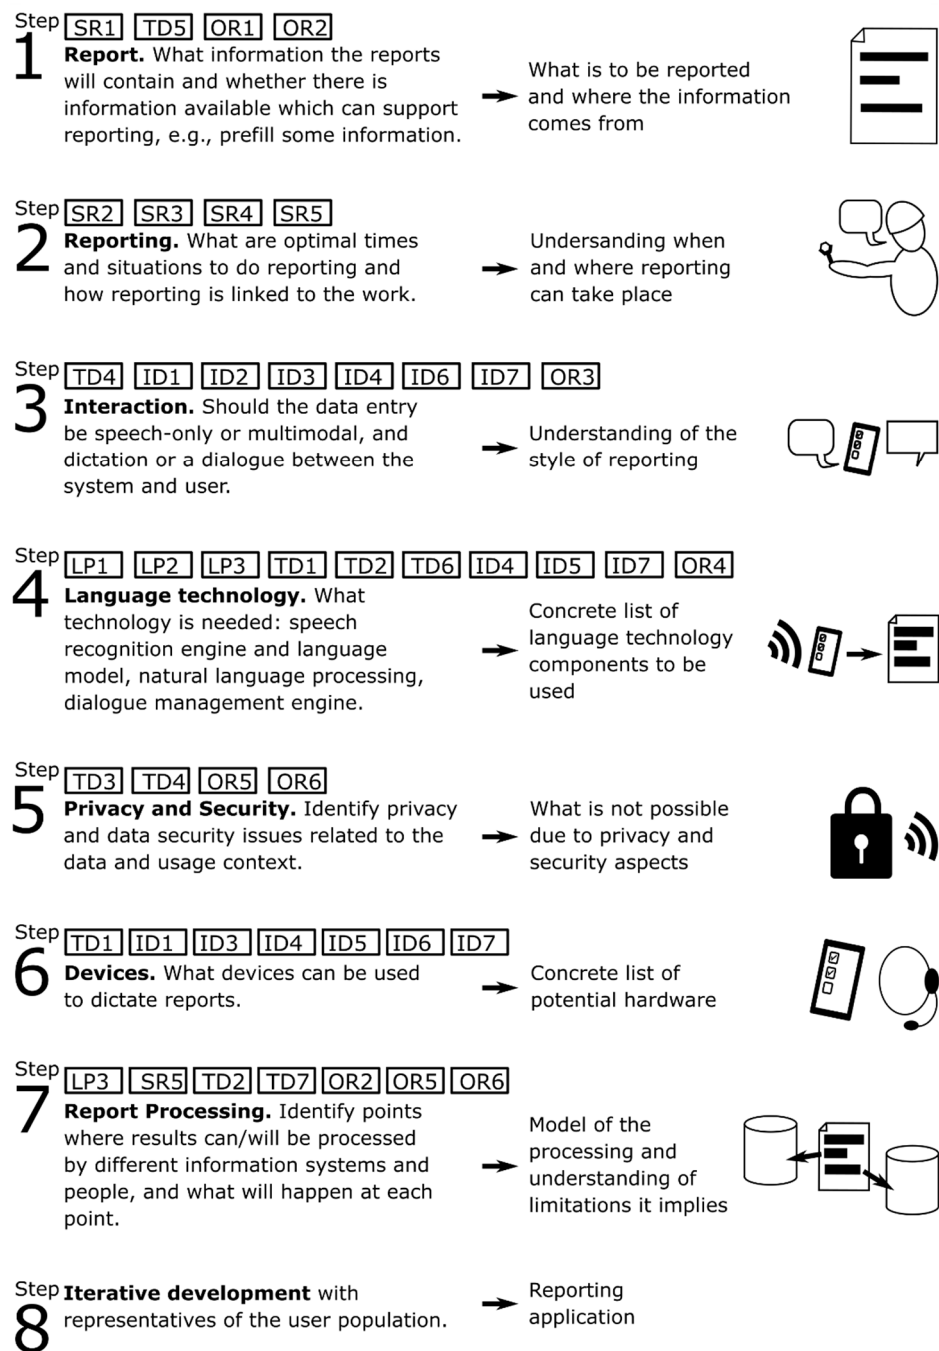 Step 1
SR1 TD5 OR1 OR2
Report. What information the reports
will contain and whether there is
information available which can support
reporting, e.g., prefill some information.
What is to be reported
and where the information
comes from
Step 2
SR2 SR3 SR4 SR5
Reporting. What are optimal times
and situations to do reporting and
how reporting is linked to the work.
Undersanding when
and where reporting
can take place
Step 3
TD4 ID1 ID2 ID3 ID4 ID6 ID7 OR3
Interaction. Should the data entry
be speech-only or multimodal, and
dictation or a dialogue between the
system and user.
Understanding of the
style of reporting
Step 4
LP1 LP2 LP3 TD1 TD2 TD6 ID4 ID5 ID7 OR4
Language technology. What
technology is needed: speech
recognition engine and language
model, natural language processing,
dialogue management engine.
Concrete list of
language technology
components to be
used
Step 5
TD3 TD4 OR5 OR6
Privacy and Security. Identify privacy
and data security issues related to the
data and usage context.
What is not possible
due to privacy and
security aspects
Step 6
TD1 ID1 ID3 ID4 ID5 ID6 ID7
Devices. What devices can be used
to dictate reports.
Concrete list of
potential hardware
Step 7
LP3 SR5 TD2 TD7 OR2 OR5 OR6
Report Processing. Identify points
where results can/will be processed
by different information systems and
people, and what will happen at each
point.
Model of the
processing and
understanding of
limitations it implies
Step 8
Iterative development with
representatives of the user population.
Reporting
application